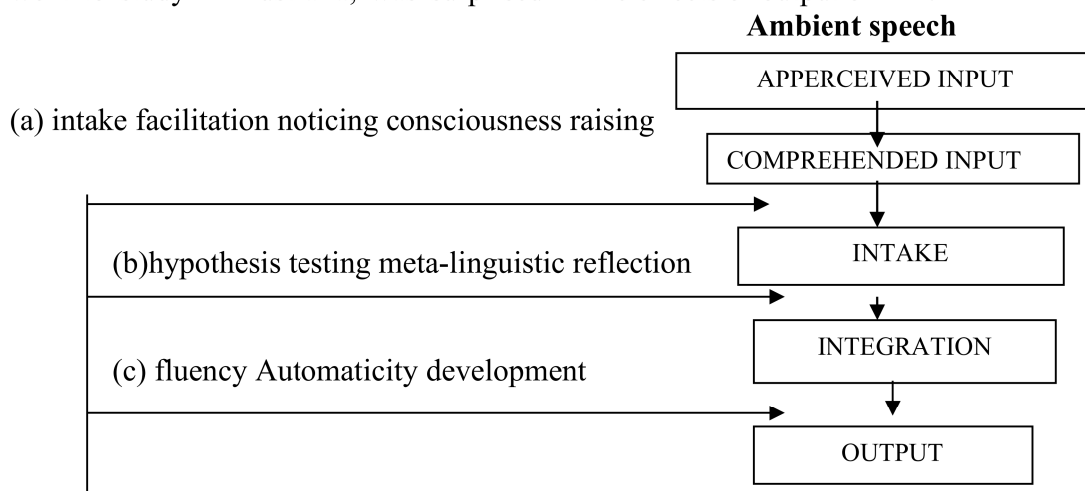 Ambient speech
APPERCEIVED INPUT
(a) intake facilitation noticing consciousness raising
COMPREHENDED INPUT
INTAKE
(b)hypothesis testing meta-linguistic reflection
INTEGRATION
(c) fluency Automaticity development
OUTPUT